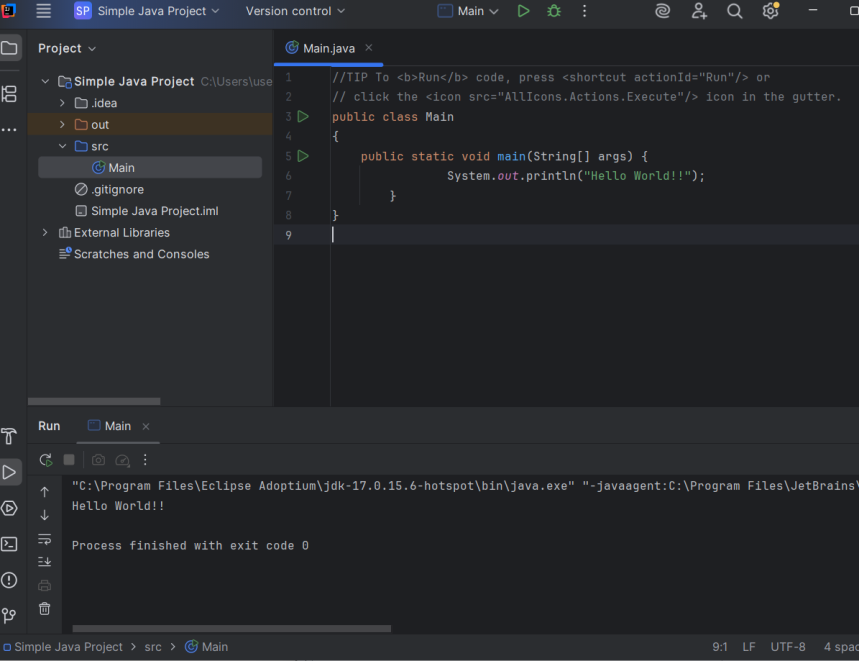 SP Simple Java Project Version control Main
Project
Main.java
Simple Java Project C:\Users\use
.idea
out
src
Main
.gitignore
Simple Java Project.iml
External Libraries
Scratches and Consoles
1 //TIP To <b>Run</b> code, press <shortcut actionId="Run"/> or
2 // click the <icon src="AllIcons.Actions.Execute"/> icon in the gutter.
3 public class Main
4 {
5 public static void main(String[] args) {
6 System.out.println("Hello World!!");
7 }
8 }
9
Run Main
"C:\Program Files\Eclipse Adoptium\jdk-17.0.15.6-hotspot\bin\java.exe" "-javaagent:C:\Program Files\JetBrains\
Hello World!!
Process finished with exit code 0
Simple Java Project > src > Main 9:1 LF UTF-8 4 spac